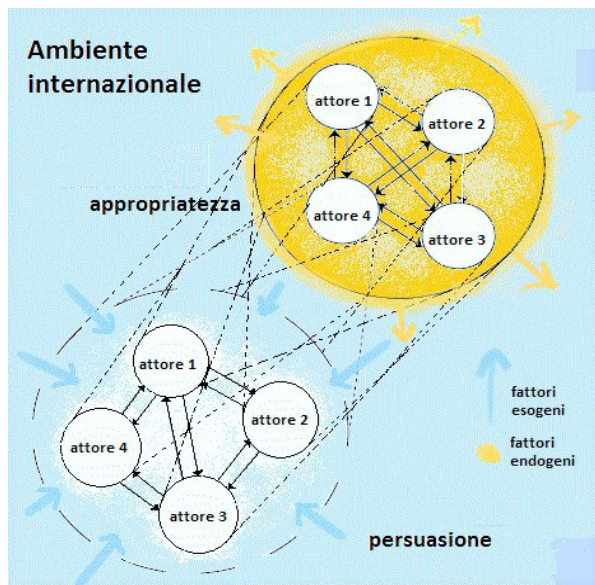 Ambiente
internazionale
attore 1
attore 2
appropriatezza
attore 4
attore 3
attore 1
attore 2
attore 4
attore 3
fattori
esogeni
fattori
endogeni
persuasione